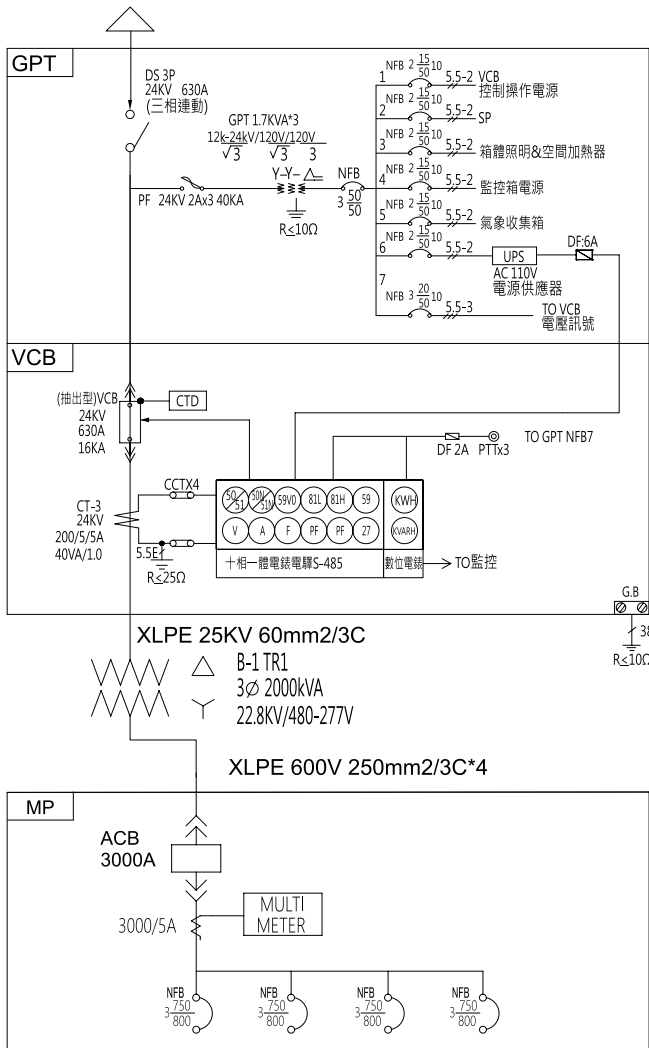 GPT
DS 3P
24KV 630A
(三相連動)
GPT 1.7KVA*3
12k-24kV/120V/120V
√3 √3 3
Y-Y-
PF 24KV 2Ax3 40KA
R≤10Ω
NFB
3 50/50
1 NFB 2 15/50 10 5.5-2 VCB
控制操作電源
2 NFB 2 15/50 10 5.5-2 SP
3 NFB 2 15/50 10 5.5-2 箱體照明&空間加熱器
4 NFB 2 15/50 10 5.5-2 監控箱電源
5 NFB 2 15/50 10 5.5-2 氣象收集箱
6 NFB 2 15/50 10 5.5-2 UPS DF:6A
AC 110V
電源供應器
7 NFB 3 20/50 10 5.5-3 TO VCB
電壓訊號
VCB
(抽出型)VCB
24KV
630A
16KA
CTD
DF 2A PTTx3 TO GPT NFB7
CT-3
24KV
200/5/5A
40VA/1.0
CCTX4
5.5E
R≤25Ω
50/51 50N/51N 59V0 81L 81H 59 KWH
V A F PF PF 27 KVARH
十相一體電錶電驛S-485 數位電錶 TO監控
G.B
38
R≤10Ω
XLPE 25KV 60mm2/3C
B-1 TR1
3∅ 2000kVA
22.8KV/480-277V
XLPE 600V 250mm2/3C*4
MP
ACB
3000A
3000/5A
MULTI
METER
NFB NFB NFB NFB
3 750/800 3 750/800 3 750/800 3 750/800